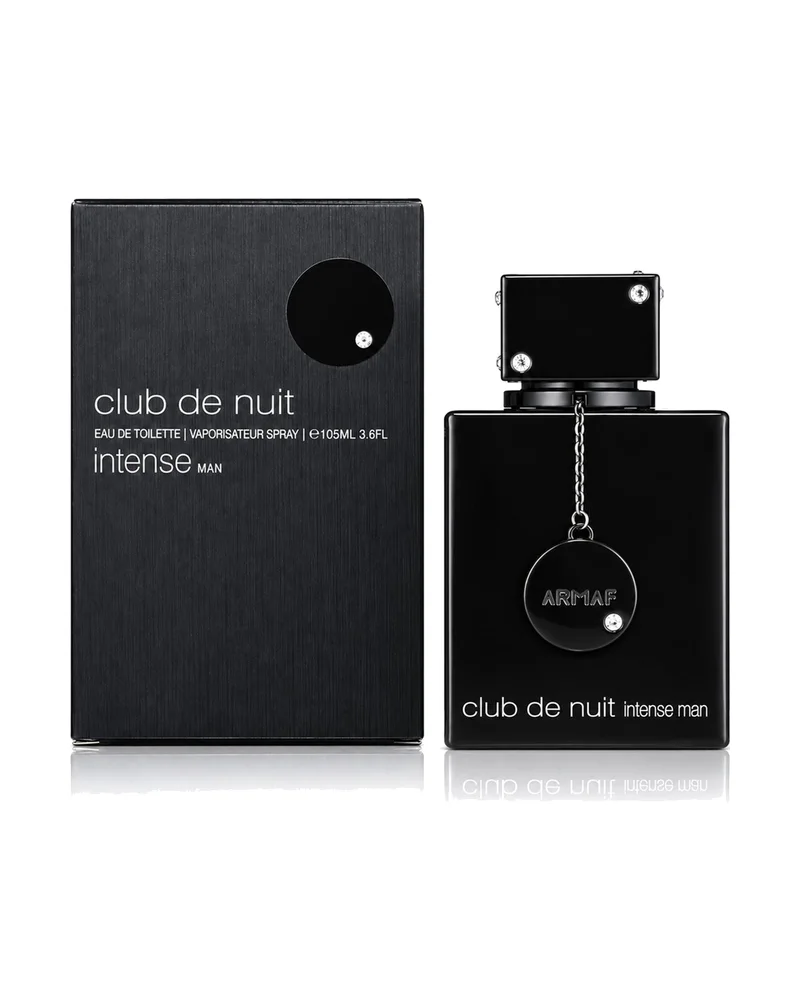 club de nuit
EAU DE TOILETTE | VAPORISATEUR SPRAY | ℮105ML 3.6FL
intense MAN
ARMAF
club de nuit intense man